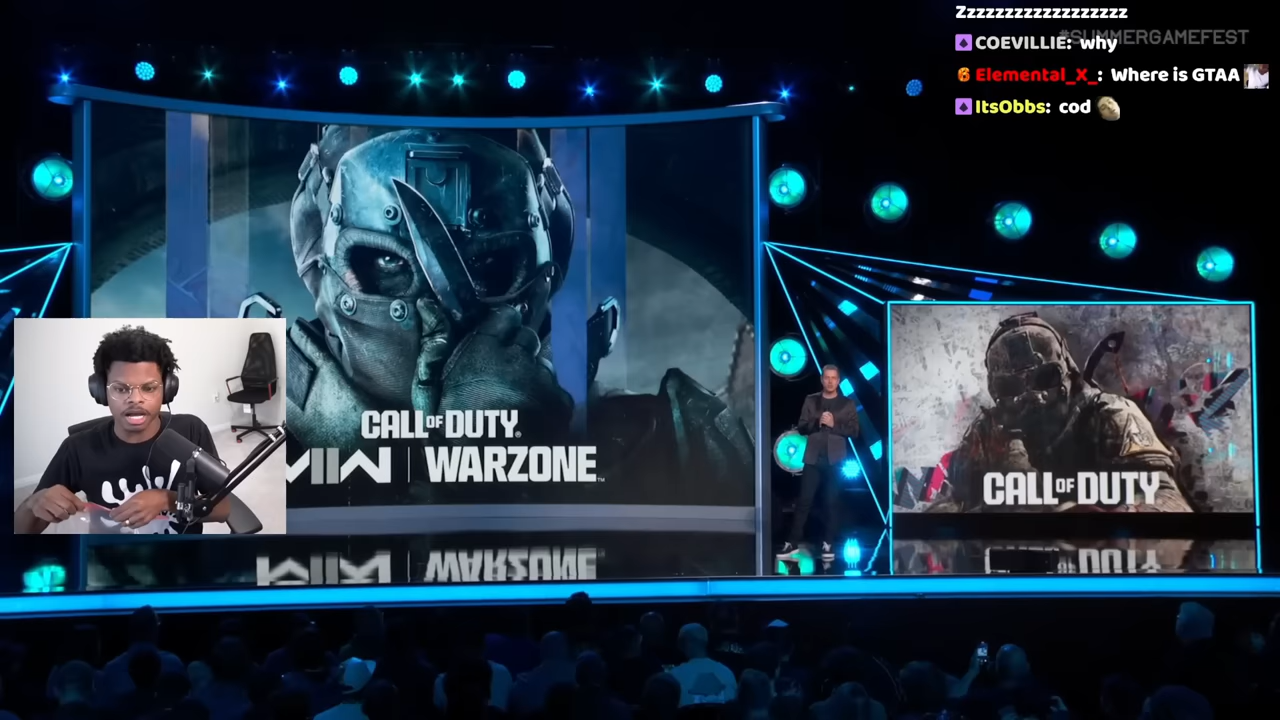 Zzzzzzzzzzzzzzzzzz
#SUMMERGAMEFEST
COEVILLIE: why
Elemental_X_: Where is GTAA
ItsObbs: cod
CALL OF DUTY
MW | WARZONE
CALL OF DUTY